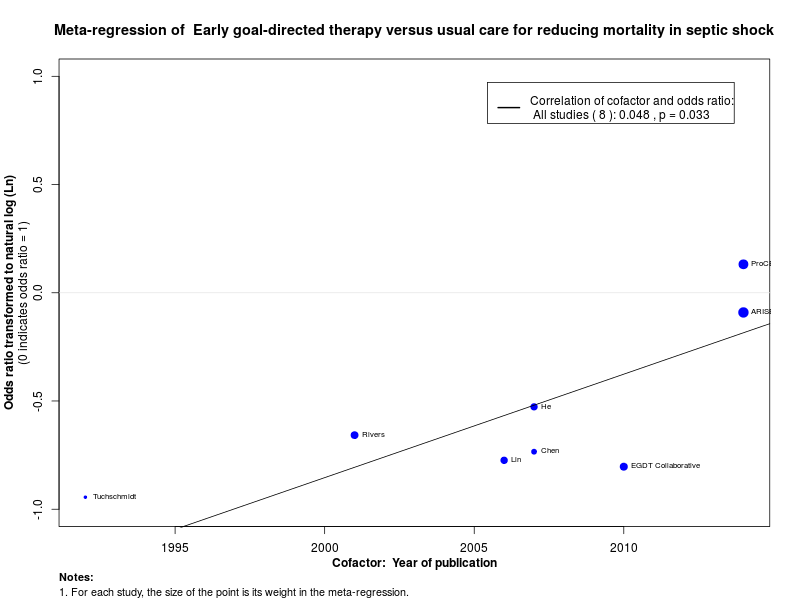 Meta-regression of  Early goal-directed therapy versus usual care for reducing mortality in septic shock
Odds ratio transformed to natural log (Ln)
(0 indicates odds ratio = 1)
1.0
0.5
0.0
-0.5
-1.0
Correlation of cofactor and odds ratio:
All studies ( 8 ): 0.048 , p = 0.033
ProCE
ARISE
He
Rivers
Chen
Lin
EGDT Collaborative
Tuchschmidt
1995
2000
2005
2010
Cofactor:  Year of publication
Notes:
1. For each study, the size of the point is its weight in the meta-regression.